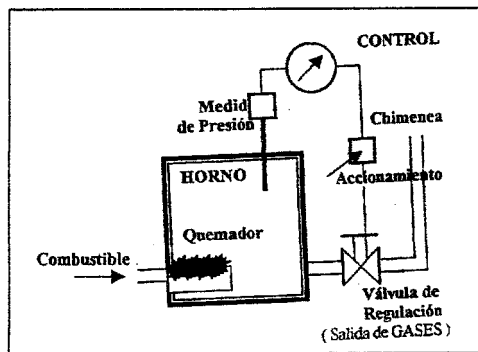 CONTROL
Medid
de Presión
Chimenea
HORNO
Accionamiento
Quemador
Combustible
Válvula de
Regulación
( Salida de GASES )